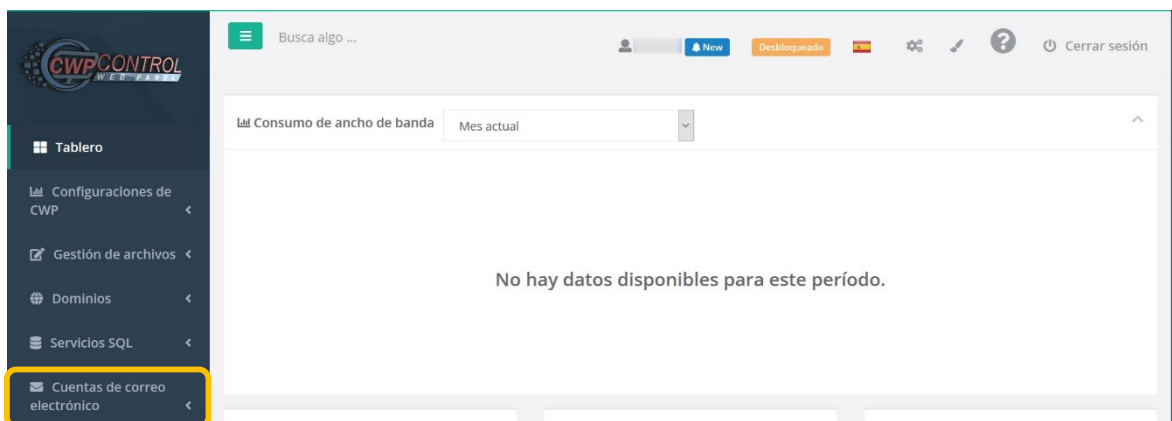 CWPCONTROL
WEB PANEL
Busca algo ...
New
Desbloqueado
Cerrar sesión
Consumo de ancho de banda
Mes actual
Tablero
Configuraciones de
CWP
Gestión de archivos
Dominios
Servicios SQL
Cuentas de correo
electrónico
No hay datos disponibles para este período.